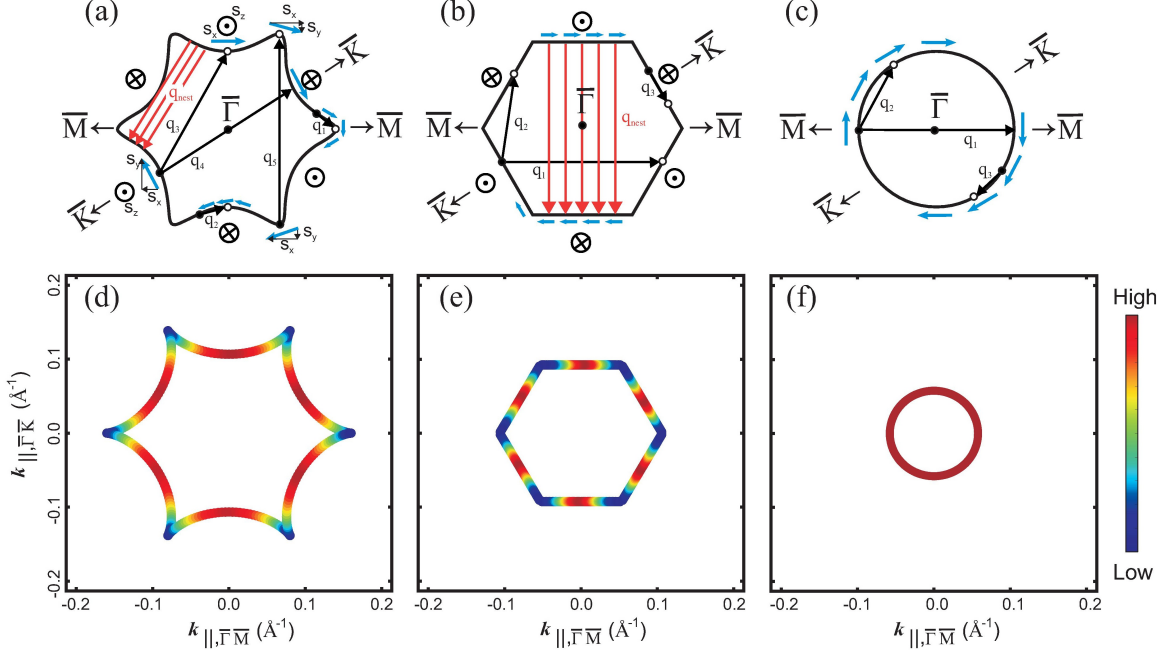 (a)
s_x
s_z
s_x
s_y
K̅
q_nest
Γ̅
M̅
M̅
q_1
q_3
q_4
q_5
s_y
s_x
K̅
s_z
q_2
s_x
s_y
(b)
K̅
q_3
Γ̅
M̅
M̅
q_2
q_nest
q_1
K̅
(c)
K̅
q_2
Γ̅
M̅
M̅
q_1
q_3
K̅
(d)
0.2
0.1
0.0
-0.1
-0.2
k_||,Γ̅K̅ (Å⁻¹)
-0.2
-0.1
0.0
0.1
0.2
k_||,Γ̅M̅ (Å⁻¹)
(e)
-0.2
-0.1
0.0
0.1
0.2
k_||,Γ̅M̅ (Å⁻¹)
(f)
-0.2
-0.1
0.0
0.1
0.2
k_||,Γ̅M̅ (Å⁻¹)
High
Low